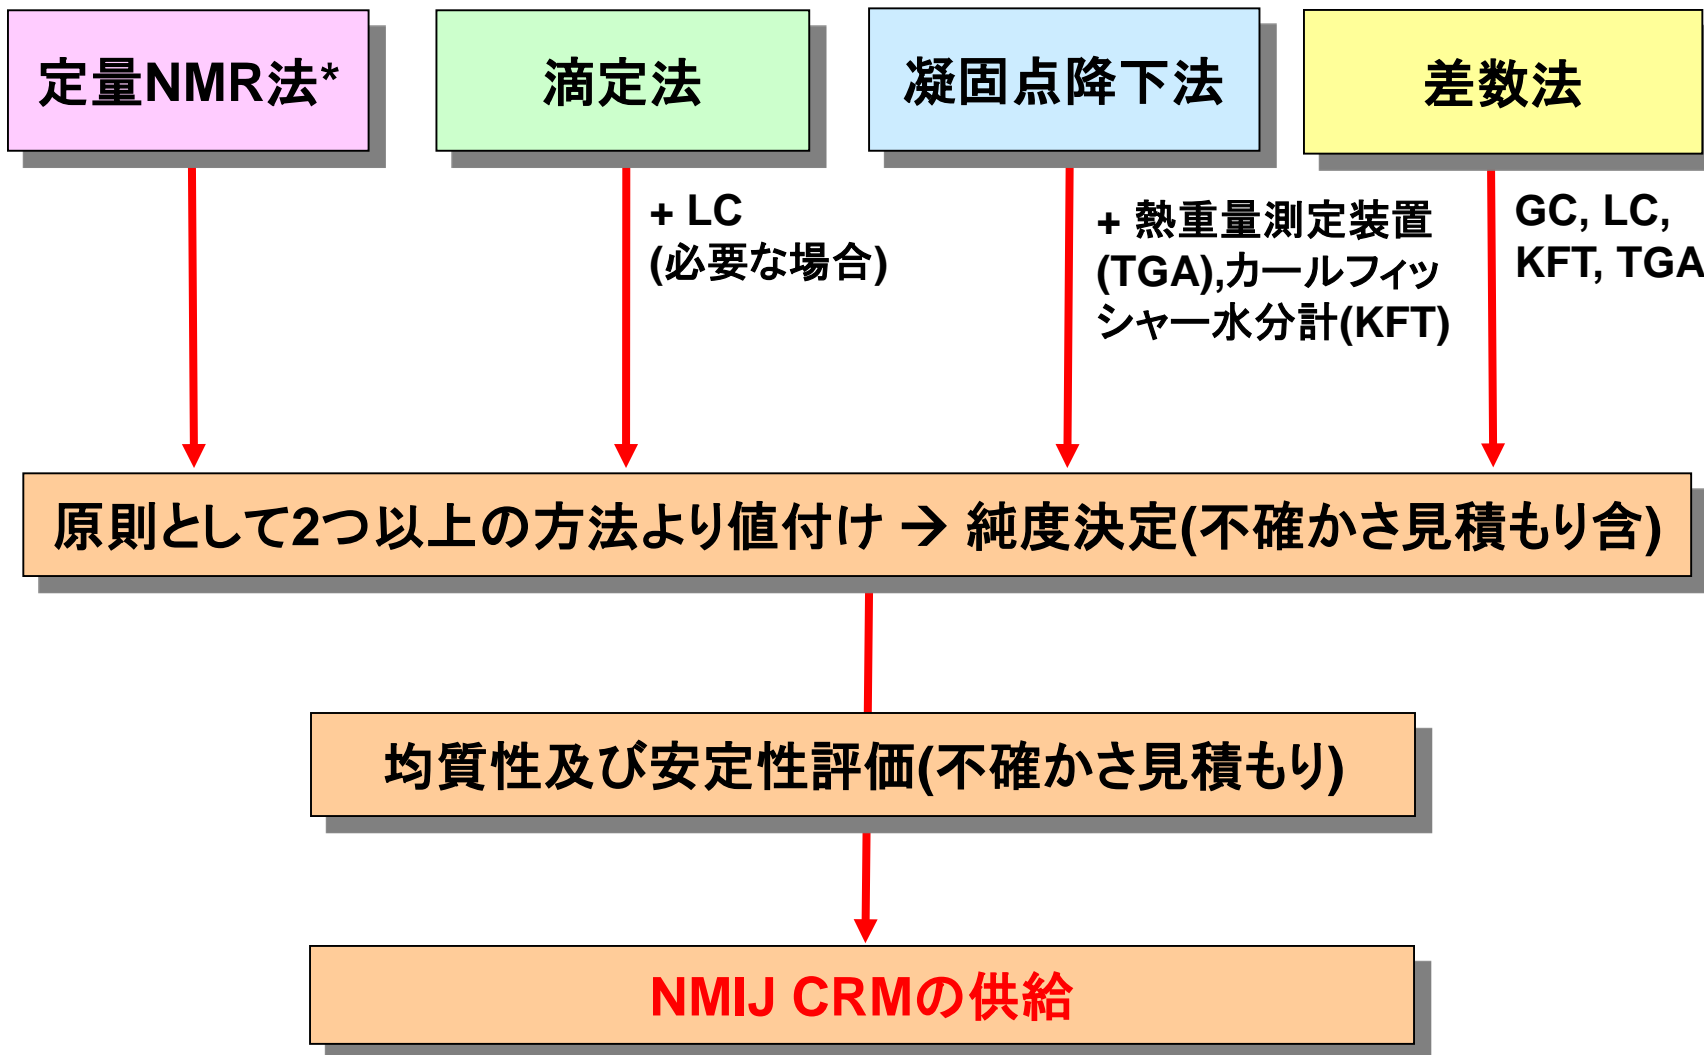 定量NMR法*
滴定法
凝固点降下法
差数法
+ LC
(必要な場合)
+ 熱重量測定装置
(TGA),カールフィッ
シャー水分計(KFT)
GC, LC,
KFT, TGA
原則として2つ以上の方法より値付け → 純度決定(不確かさ見積もり含)
均質性及び安定性評価(不確かさ見積もり)
NMIJ CRMの供給